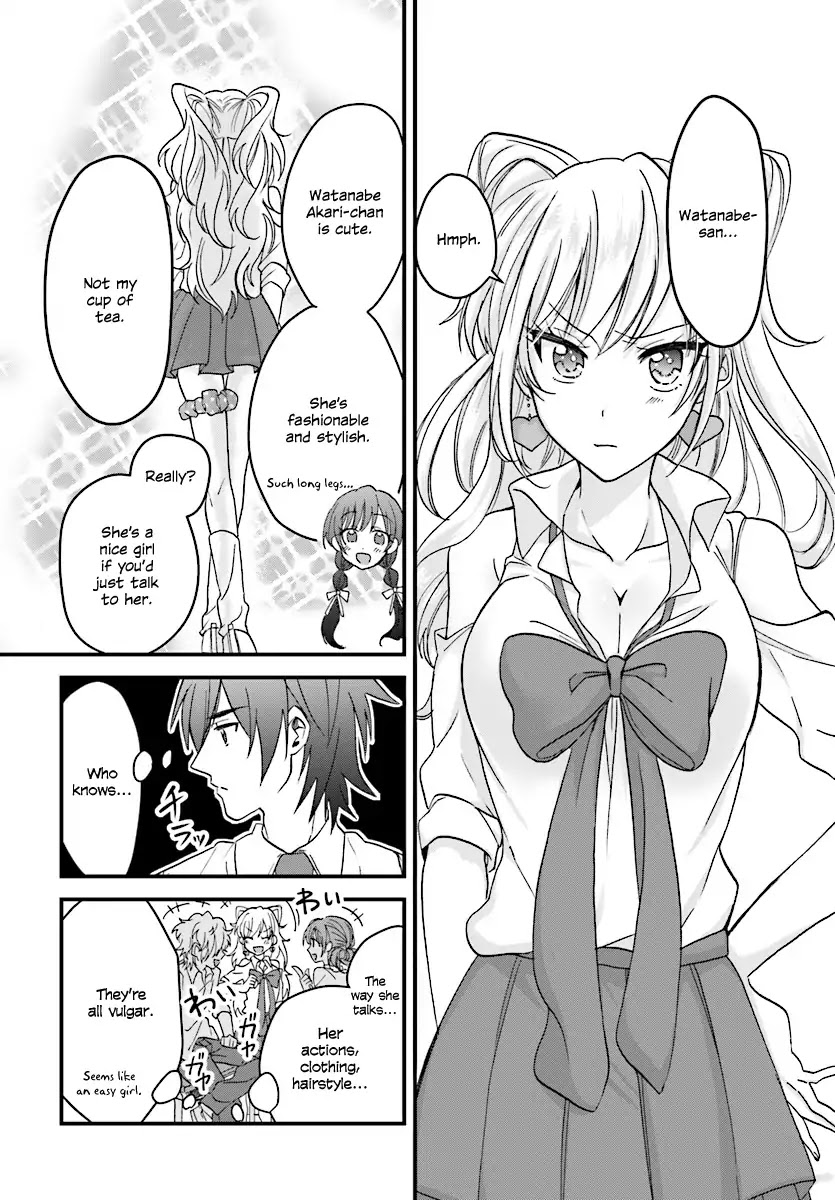 Watanabe-
san...
Hmph.
Watanabe
Akari-chan
is cute.
She's
fashionable
and stylish.
Such long legs...
Not my
cup of
tea.
Really?
She's a
nice girl
if you'd
just talk
to her.
Who
knows...
チラッ
わい
わい
ガヤ
ガヤ
The
way she
talks...
Her
actions,
clothing,
hairstyle...
They're
all vulgar.
Seems like
an easy girl.